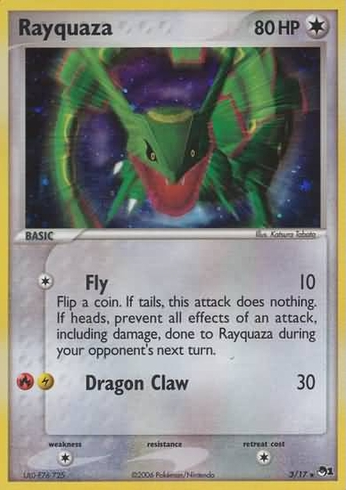 Rayquaza 80 HP
BASIC Illus. Katsura Tabata
Fly 10
Flip a coin. If tails, this attack does nothing.
If heads, prevent all effects of an attack,
including damage, done to Rayquaza during
your opponent's next turn.
Dragon Claw 30
weakness resistance retreat cost
©2006 Pokémon/Nintendo 3/17 ★